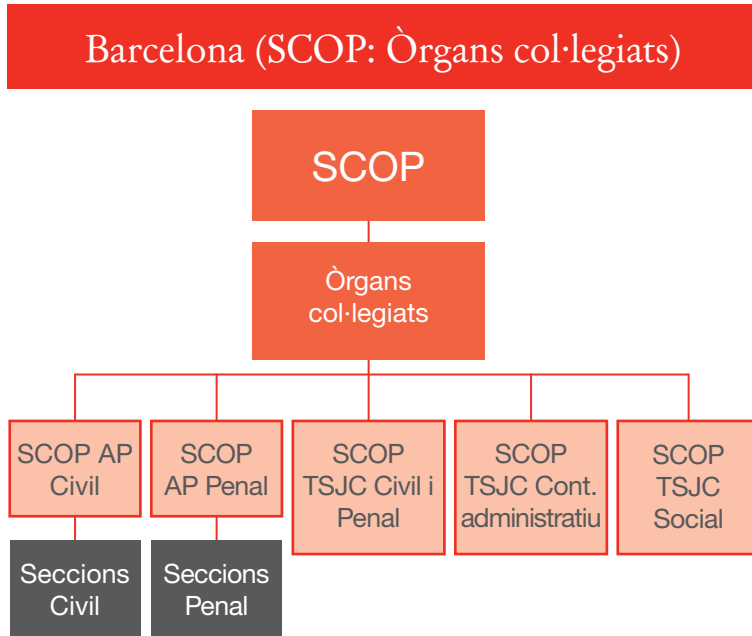 Barcelona (SCOP: Òrgans col·legiats)
SCOP
Òrgans
col·legiats
SCOP AP
Civil
SCOP
AP Penal
SCOP
TSJC Civil i
Penal
SCOP
TSJC Cont.
administratiu
SCOP
TSJC
Social
Seccions
Civil
Seccions
Penal